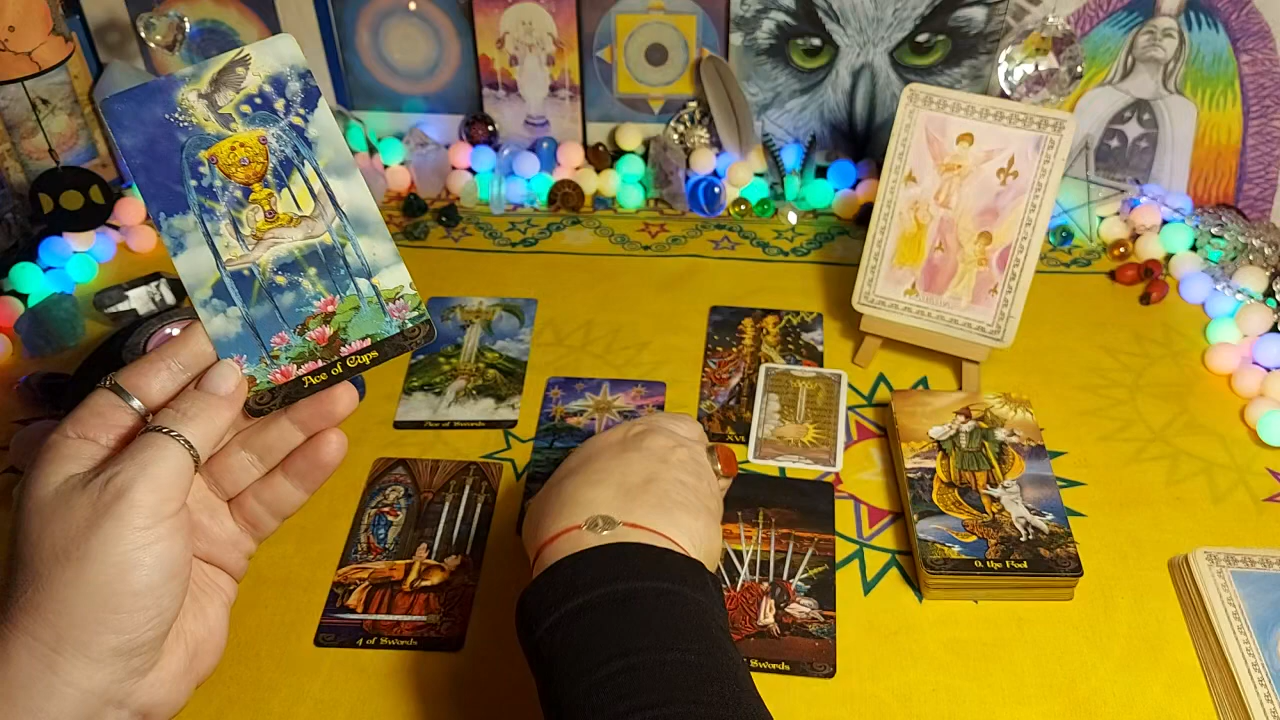 Ace of Cups
Ace of Swords
XVI
0. the Fool
4 of Swords
Swords